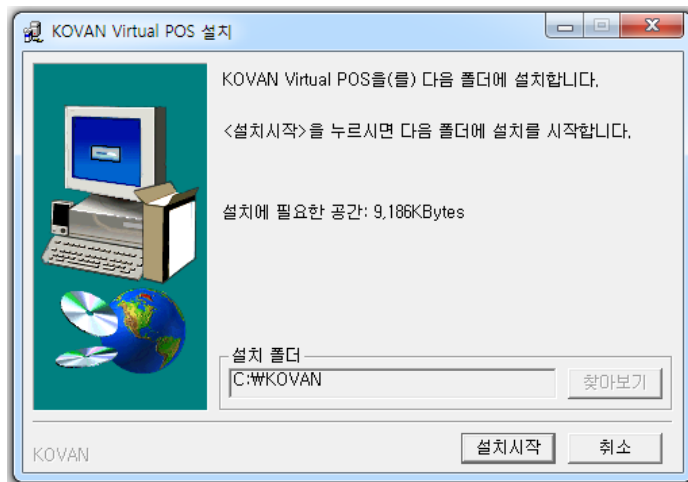 KOVAN Virtual POS 설치
KOVAN Virtual POS을(를) 다음 폴더에 설치합니다.
<설치시작>을 누르시면 다음 폴더에 설치를 시작합니다.
설치에 필요한 공간: 9,186KBytes
설치 폴더
C:₩KOVAN
찾아보기
KOVAN
설치시작
취소